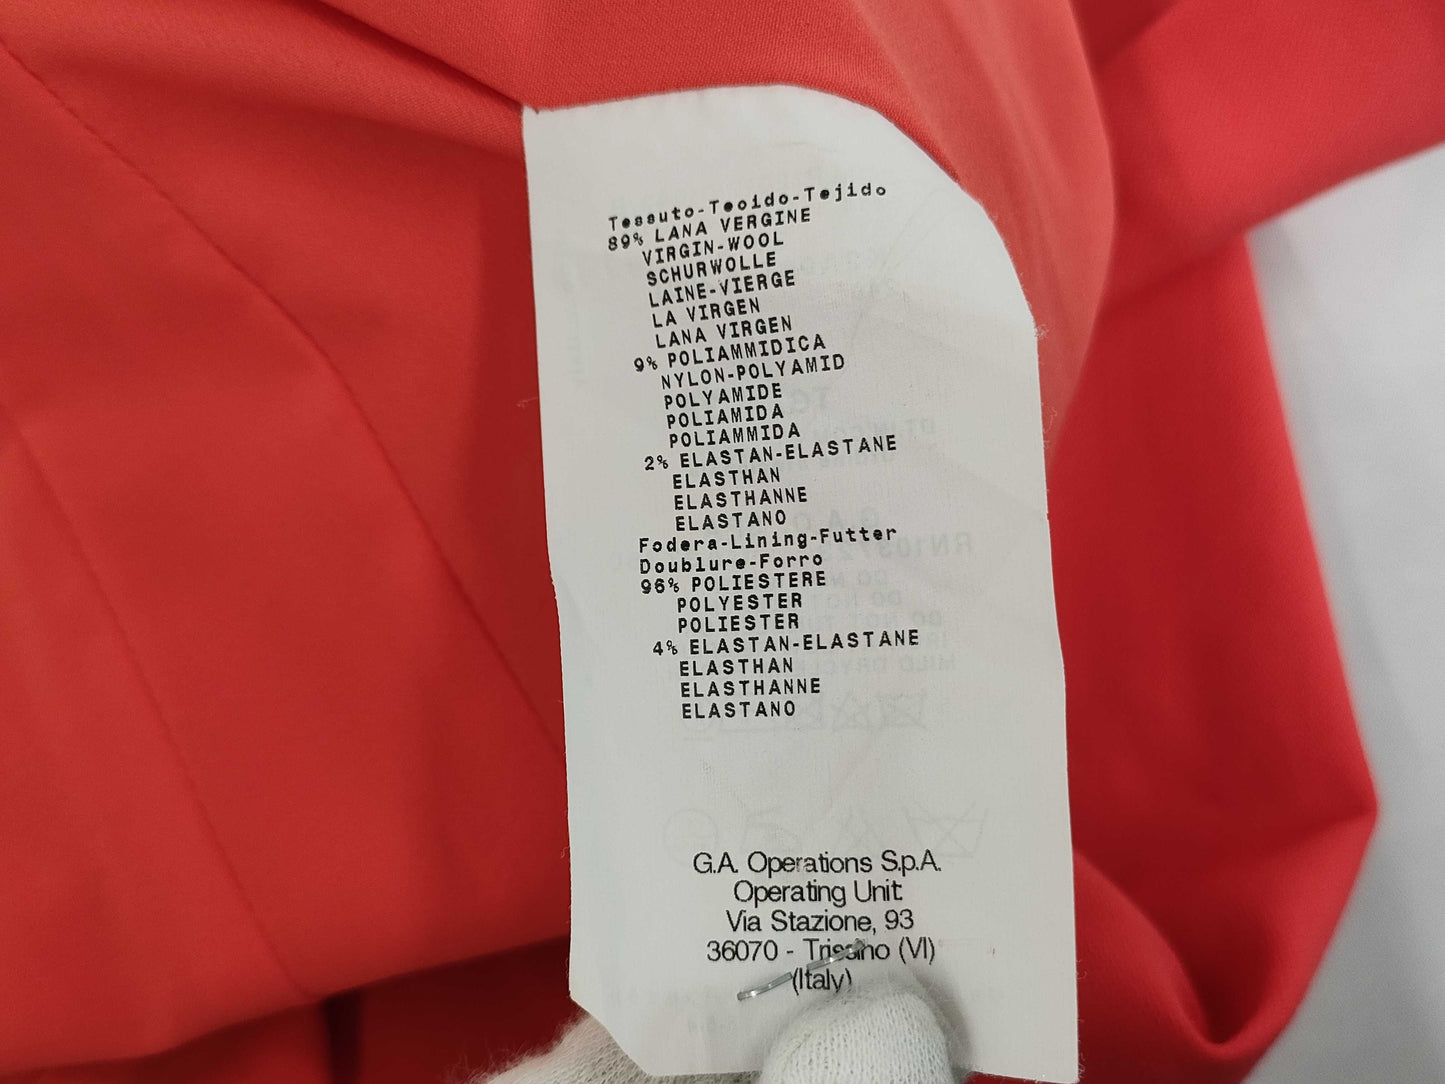 Tessuto-Teoido-Tejido
89% LANA VERGINE
VIRGIN-WOOL
SCHURWOLLE
LAINE-VIERGE
LA VIRGEN
LANA VIRGEN
9% POLIAMMIDICA
NYLON-POLYAMID
POLYAMIDE
POLIAMIDA
POLIAMMIDA
2% ELASTAN-ELASTANE
ELASTHAN
ELASTHANNE
ELASTANO
Fodera-Lining-Futter
Doublure-Forro
96% POLIESTERE
POLYESTER
POLIESTER
4% ELASTAN-ELASTANE
ELASTHAN
ELASTHANNE
ELASTANO
G.A. Operations S.p.A.
Operating Unit
Via Stazione, 93
36070 - Trissino (VI)
(Italy)